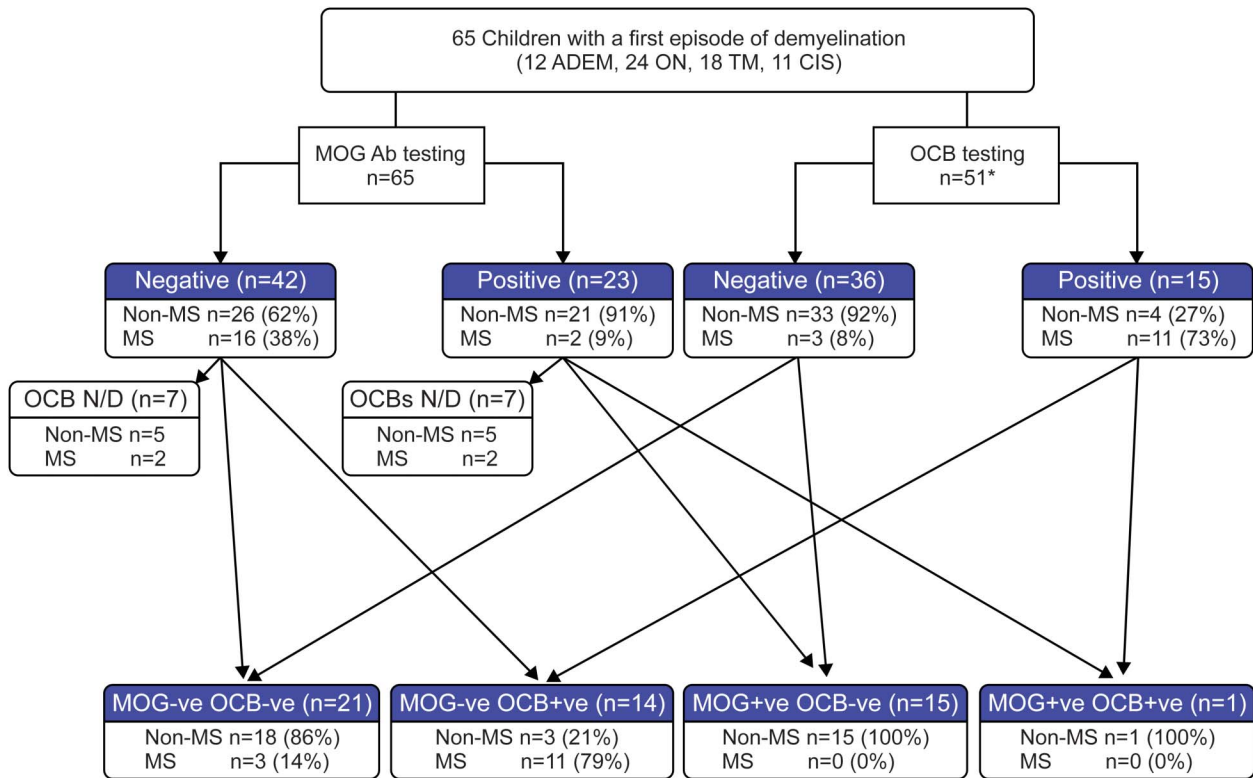 65 Children with a first episode of demyelination
(12 ADEM, 24 ON, 18 TM, 11 CIS)
MOG Ab testing
n=65
OCB testing
n=51*
Negative (n=42)
Non-MS n=26 (62%)
MS n=16 (38%)
Positive (n=23)
Non-MS n=21 (91%)
MS n=2 (9%)
Negative (n=36)
Non-MS n=33 (92%)
MS n=3 (8%)
Positive (n=15)
Non-MS n=4 (27%)
MS n=11 (73%)
OCB N/D (n=7)
Non-MS n=5
MS n=2
OCBs N/D (n=7)
Non-MS n=5
MS n=2
MOG-ve OCB-ve (n=21)
Non-MS n=18 (86%)
MS n=3 (14%)
MOG-ve OCB+ve (n=14)
Non-MS n=3 (21%)
MS n=11 (79%)
MOG+ve OCB-ve (n=15)
Non-MS n=15 (100%)
MS n=0 (0%)
MOG+ve OCB+ve (n=1)
Non-MS n=1 (100%)
MS n=0 (0%)